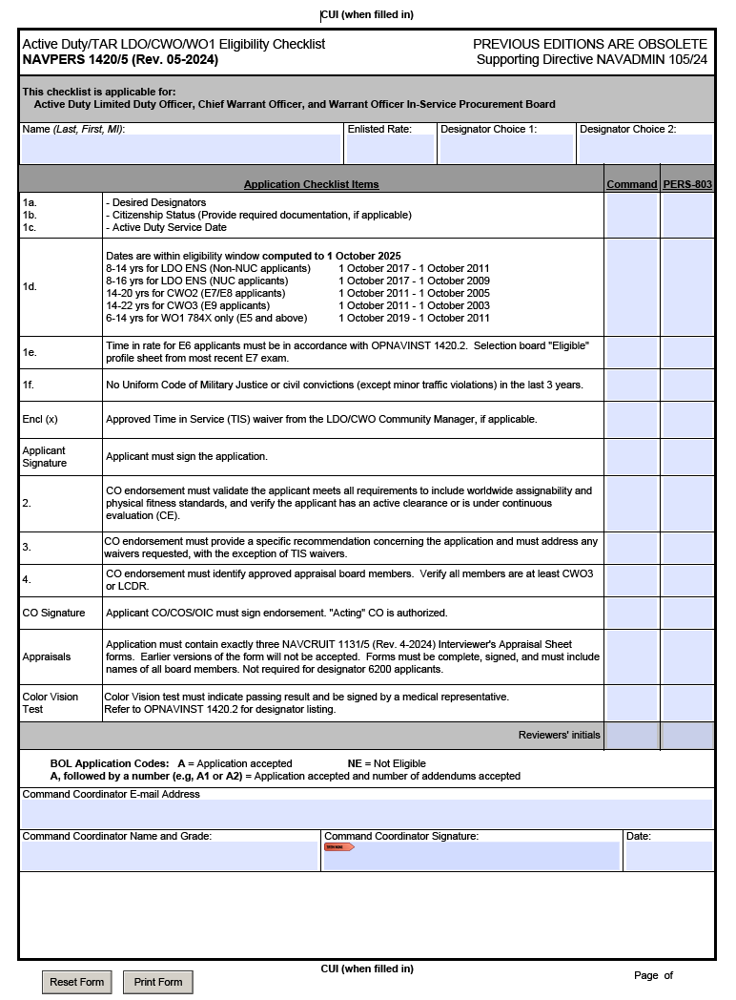 CUI (when filled in)
Active Duty/TAR LDO/CWO/WO1 Eligibility Checklist
PREVIOUS EDITIONS ARE OBSOLETE
NAVPERS 1420/5 (Rev. 05-2024)
Supporting Directive NAVADMIN 105/24
This checklist is applicable for:
Active Duty Limited Duty Officer, Chief Warrant Officer, and Warrant Officer In-Service Procurement Board
Name (Last, First, MI):
Enlisted Rate:
Designator Choice 1:
Designator Choice 2:
Application Checklist Items
Command
PERS-803
1a. - Desired Designators
1b. - Citizenship Status (Provide required documentation, if applicable)
1c. - Active Duty Service Date
1d.
Dates are within eligibility window computed to 1 October 2025
8-14 yrs for LDO ENS (Non-NUC applicants) 1 October 2017 - 1 October 2011
8-16 yrs for LDO ENS (NUC applicants) 1 October 2017 - 1 October 2009
14-20 yrs for CWO2 (E7/E8 applicants) 1 October 2011 - 1 October 2005
14-22 yrs for CWO3 (E9 applicants) 1 October 2011 - 1 October 2003
6-14 yrs for WO1 784X only (E5 and above) 1 October 2019 - 1 October 2011
1e.
Time in rate for E6 applicants must be in accordance with OPNAVINST 1420.2. Selection board "Eligible"
profile sheet from most recent E7 exam.
1f. No Uniform Code of Military Justice or civil convictions (except minor traffic violations) in the last 3 years.
Encl (x) Approved Time in Service (TIS) waiver from the LDO/CWO Community Manager, if applicable.
Applicant
Signature
Applicant must sign the application.
2.
CO endorsement must validate the applicant meets all requirements to include worldwide assignability and
physical fitness standards, and verify the applicant has an active clearance or is under continuous
evaluation (CE).
3.
CO endorsement must provide a specific recommendation concerning the application and must address any
waivers requested, with the exception of TIS waivers.
4.
CO endorsement must identify approved appraisal board members. Verify all members are at least CWO3
or LCDR.
CO Signature Applicant CO/COS/OIC must sign endorsement. "Acting" CO is authorized.
Appraisals
Application must contain exactly three NAVCRUIT 1131/5 (Rev. 4-2024) Interviewer's Appraisal Sheet
forms. Earlier versions of the form will not be accepted. Forms must be complete, signed, and must include
names of all board members. Not required for designator 6200 applicants.
Color Vision
Test
Color Vision test must indicate passing result and be signed by a medical representative.
Refer to OPNAVINST 1420.2 for designator listing.
Reviewers' initials
BOL Application Codes: A = Application accepted NE = Not Eligible
A, followed by a number (e.g, A1 or A2) = Application accepted and number of addendums accepted
Command Coordinator E-mail Address
Command Coordinator Name and Grade:
Command Coordinator Signature:
Date:
CUI (when filled in)
Page of
Reset Form
Print Form